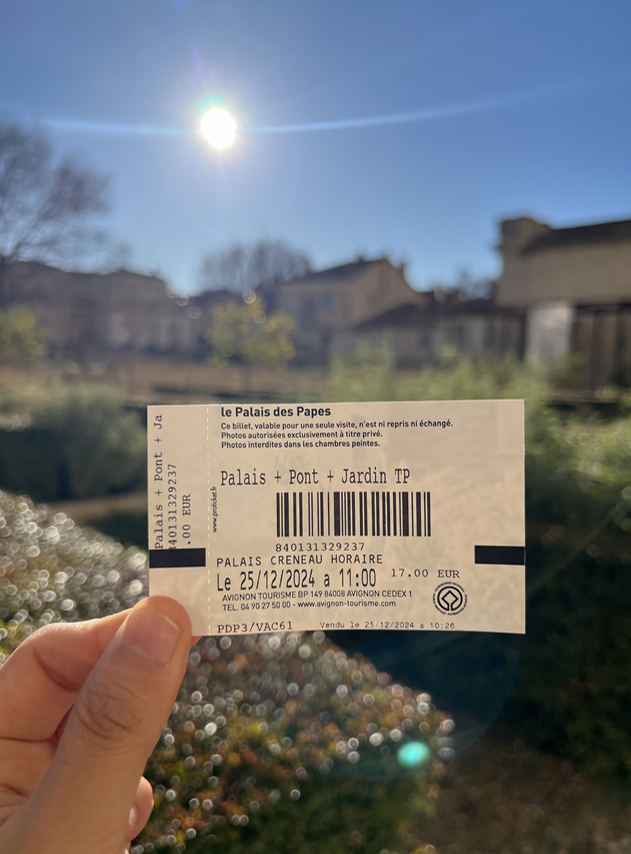 le Palais des Papes
Ce billet, valable pour une seule visite, n'est ni repris ni échangé.
Photos autorisées exclusivement à titre privé.
Photos interdites dans les chambres peintes.
Palais + Pont + Jardin TP
840131329237
PALAIS CRENEAU HORAIRE
Le 25/12/2024 a 11:00 17.00 EUR
AVIGNON TOURISME BP 149 84008 AVIGNON CEDEX 1
TEL. 04 90 27 50 00 - www.avignon-tourisme.com
PDP3/VAC61 Vendu le 25/12/2024 a 10:26
Palais + Pont + Ja
840131329237
.00 EUR